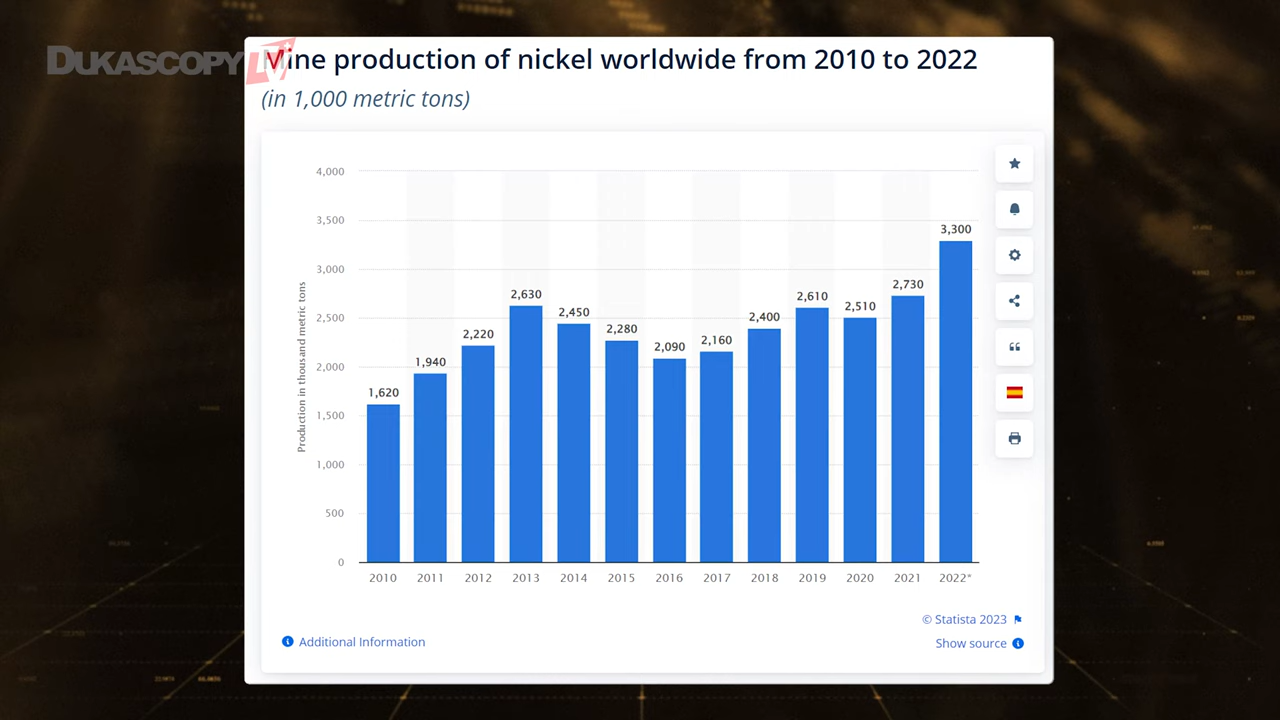 DUKASCOPY TV
Mine production of nickel worldwide from 2010 to 2022
(in 1,000 metric tons)
Production in thousand metric tons
4,000
3,500
3,000
2,500
2,000
1,500
1,000
500
0
1,620
1,940
2,220
2,630
2,450
2,280
2,090
2,160
2,400
2,610
2,510
2,730
3,300
2010 2011 2012 2013 2014 2015 2016 2017 2018 2019 2020 2021 2022*
© Statista 2023
Additional Information
Show source